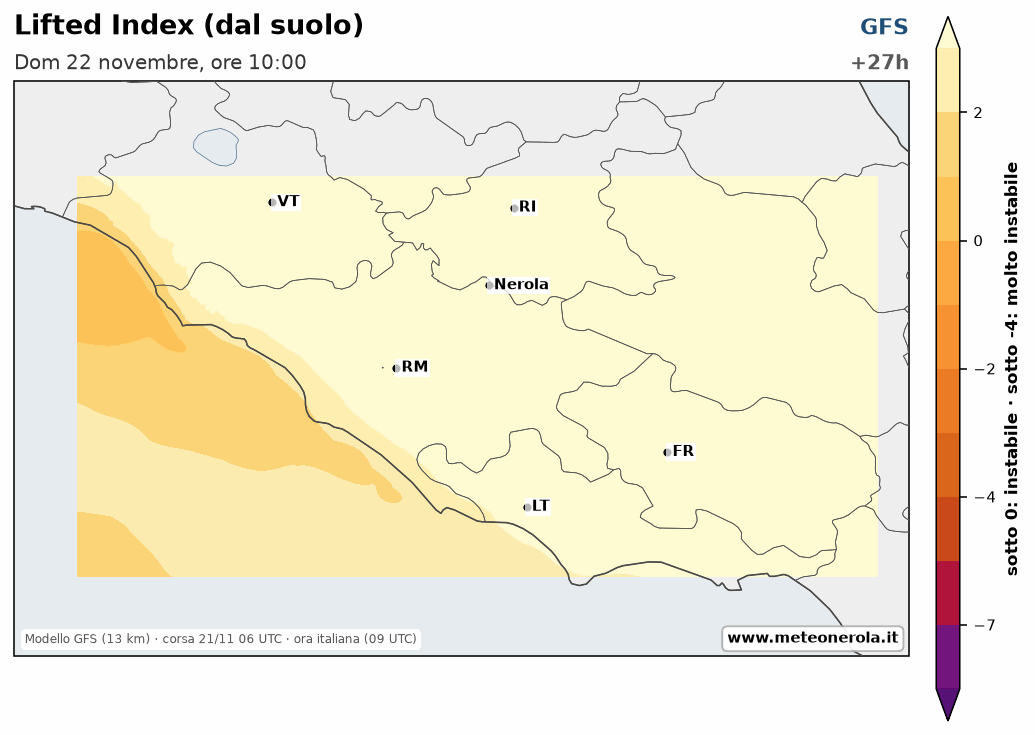 Lifted Index (dal suolo)
GFS
Dom 22 novembre, ore 10:00
+27h
VT
RI
Nerola
RM
FR
LT
2
0
−2
−4
−7
sotto 0: instabile · sotto -4: molto instabile
Modello GFS (13 km) · corsa 21/11 06 UTC · ora italiana (09 UTC)
www.meteonerola.it